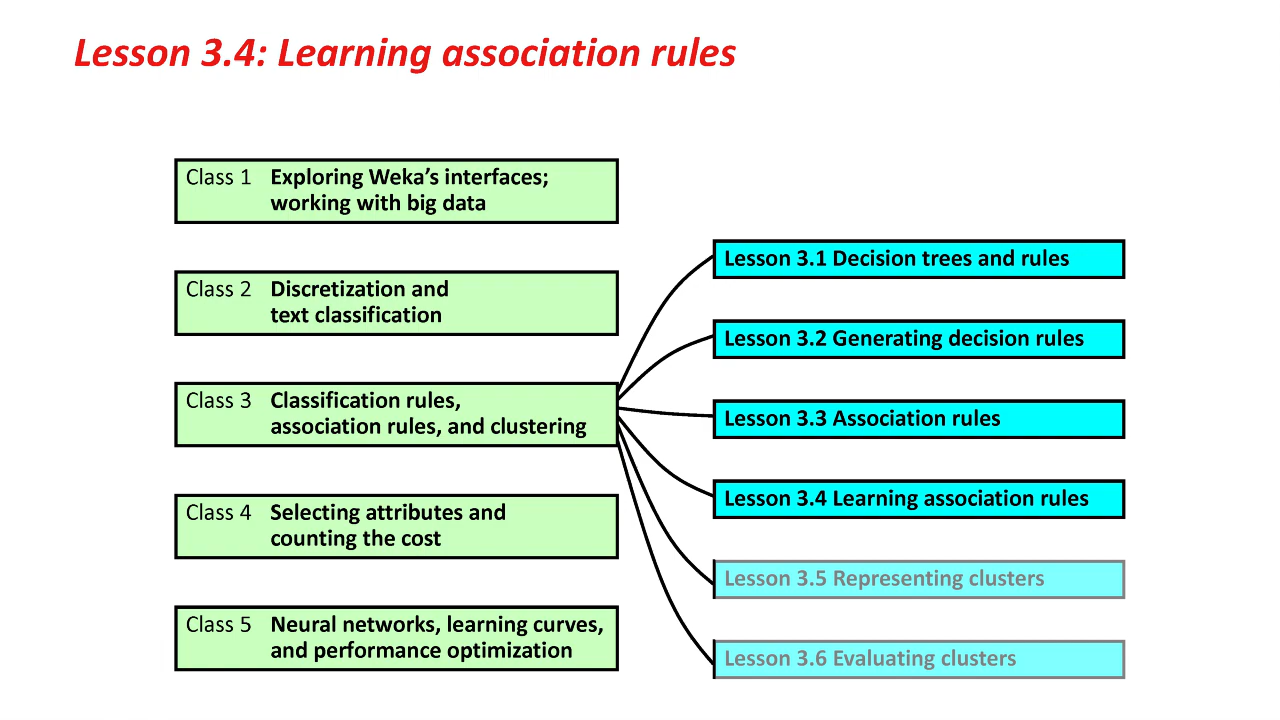 Lesson 3.4: Learning association rules
Class 1 Exploring Weka’s interfaces;
working with big data
Class 2 Discretization and
text classification
Class 3 Classification rules,
association rules, and clustering
Class 4 Selecting attributes and
counting the cost
Class 5 Neural networks, learning curves,
and performance optimization
Lesson 3.1 Decision trees and rules
Lesson 3.2 Generating decision rules
Lesson 3.3 Association rules
Lesson 3.4 Learning association rules
Lesson 3.5 Representing clusters
Lesson 3.6 Evaluating clusters